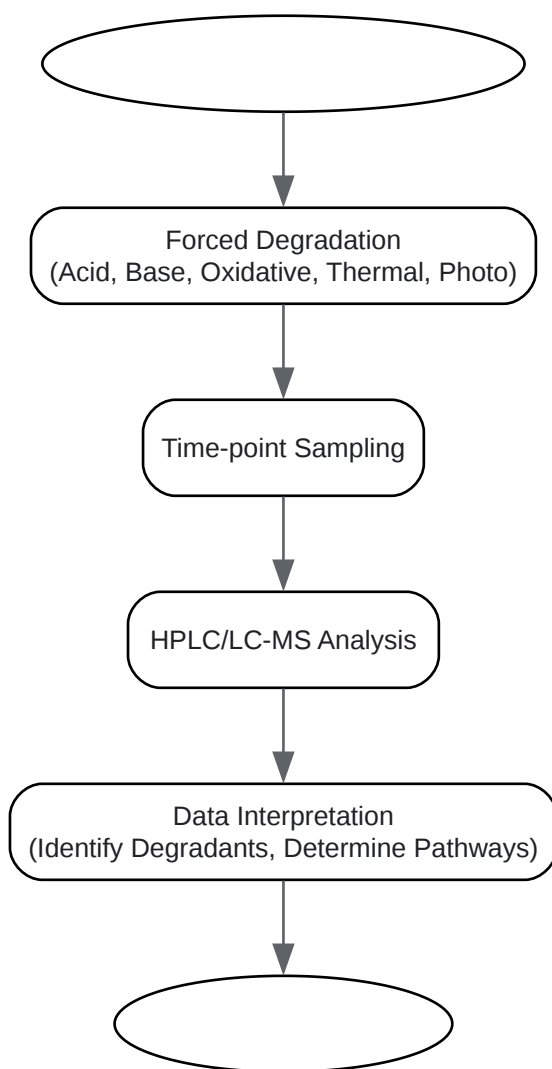 Forced Degradation
(Acid, Base, Oxidative, Thermal, Photo)
Time-point Sampling
HPLC/LC-MS Analysis
Data Interpretation
(Identify Degradants, Determine Pathways)